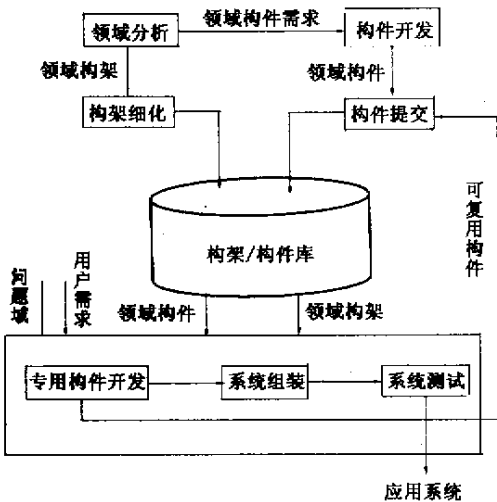 领域分析
领域构件需求
构件开发
领域构架
领域构件
构架细化
构件提交
可复用构件
构架/构件库
问题域
用户需求
领域构件
领域构架
专用构件开发
系统组装
系统测试
应用系统